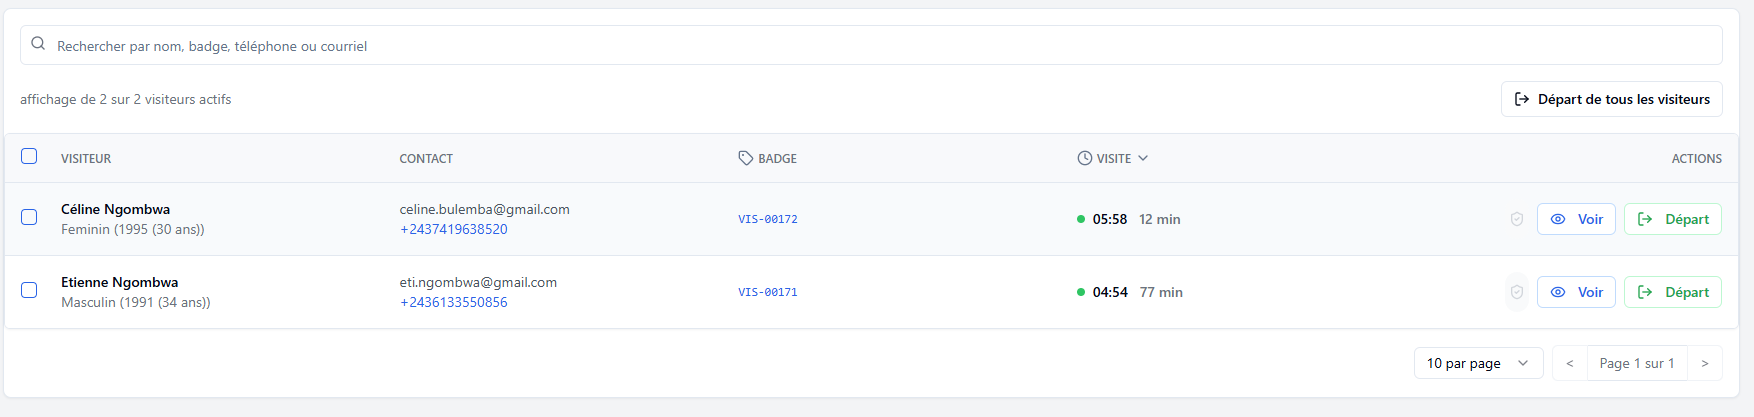 Rechercher par nom, badge, téléphone ou courriel
affichage de 2 sur 2 visiteurs actifs
Départ de tous les visiteurs
VISITEUR CONTACT BADGE VISITE ACTIONS
Céline Ngombwa
Feminin (1995 (30 ans))
celine.bulemba@gmail.com
+2437419638520
VIS-00172
05:58 12 min
Voir
Départ
Etienne Ngombwa
Masculin (1991 (34 ans))
eti.ngombwa@gmail.com
+2436133550856
VIS-00171
04:54 77 min
Voir
Départ
10 par page
< Page 1 sur 1 >